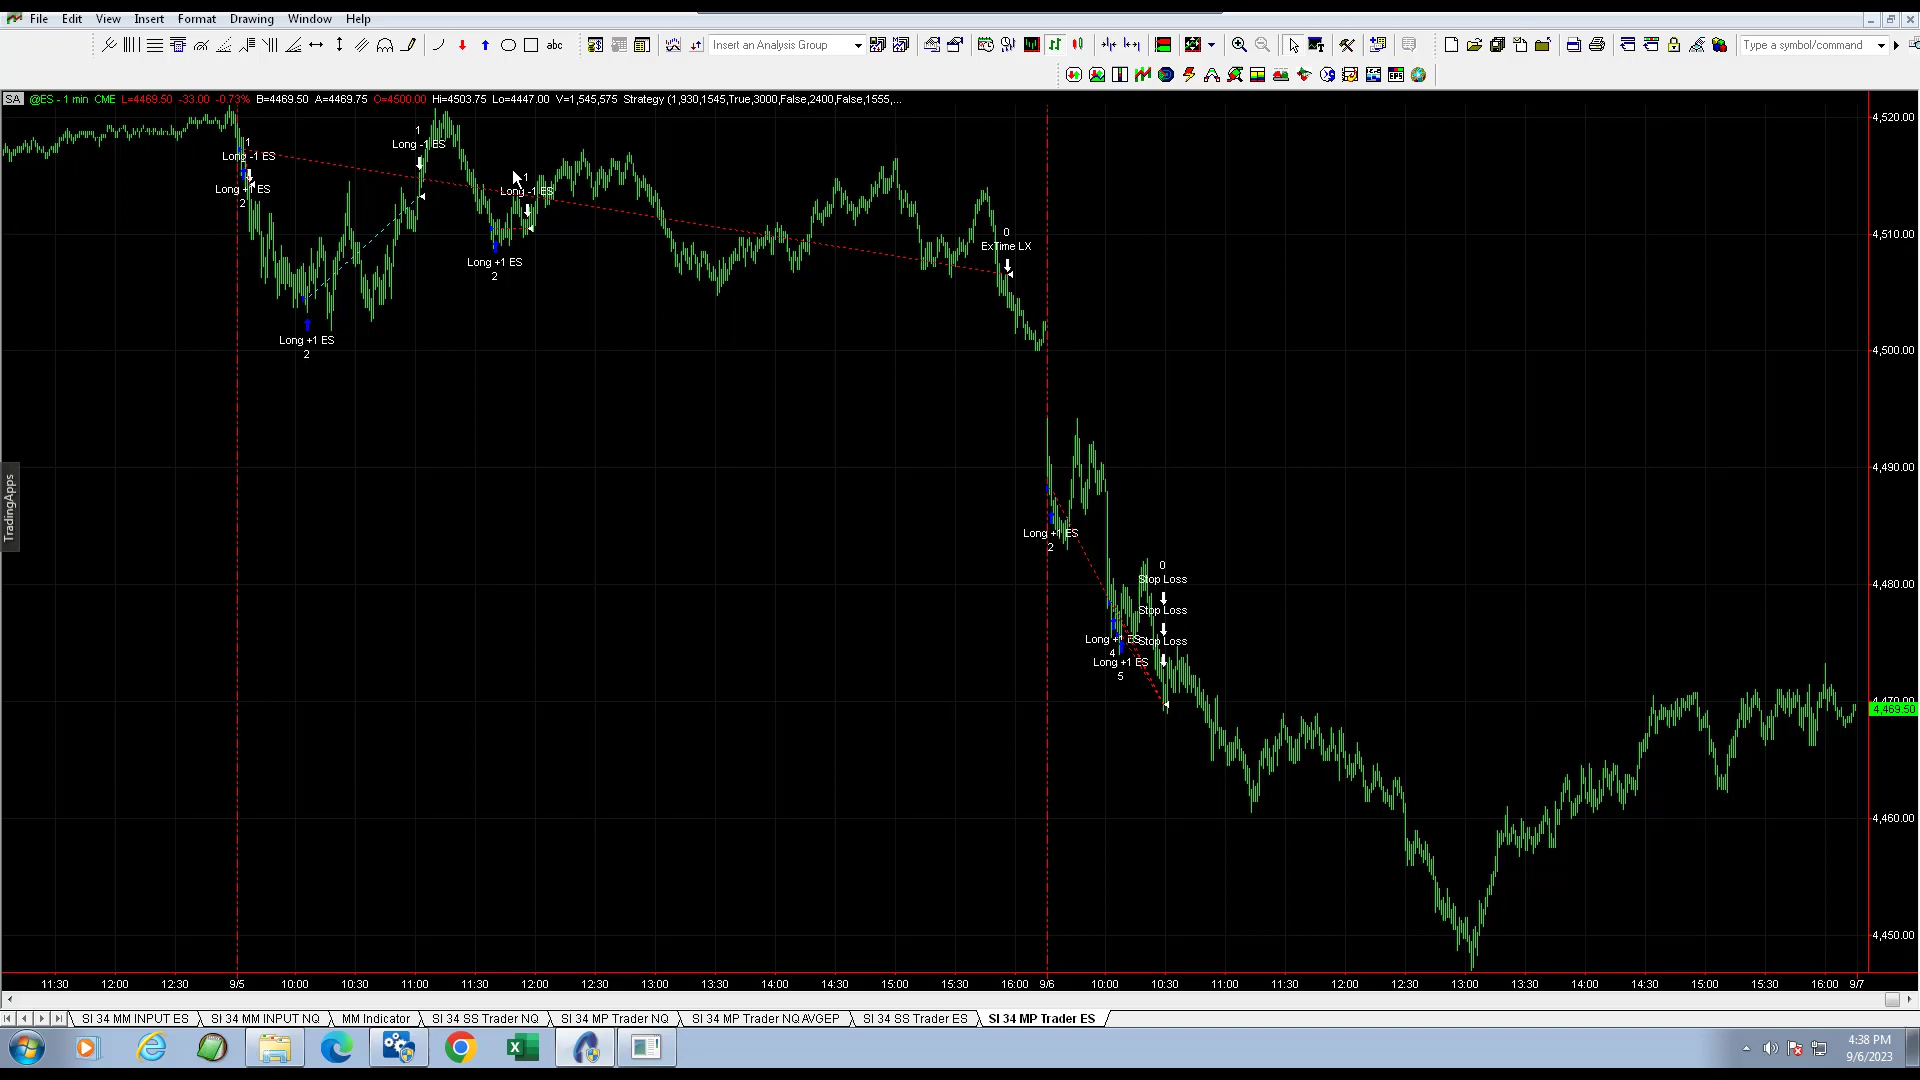 File Edit View Insert Format Drawing Window Help
abc Insert an Analysis Group Type a symbol/command
EPS
SA @ES - 1 min CME L=4469.50 -33.00 -0.73% B=4469.50 A=4469.75 O=4500.00 Hi=4503.75 Lo=4447.00 V=1,545,575 Strategy (1,930,1545,True,3000,False,2400,False,1555,...
4,520.00
1
Long -1 ES
Long +1 ES
2
1
Long -1 ES
1
Long -1 ES
4,510.00
0
ExTime LX
Long +1 ES
2
Long +1 ES
2
4,500.00
4,490.00
TradingApps
Long +1 ES
2
0
Stop Loss
4,480.00
Stop Loss
Long +1 ES
Stop Loss
4
Long +1 ES
5
4,470.00
4,469.50
4,460.00
4,450.00
11:30 12:00 12:30 9/5 10:00 10:30 11:00 11:30 12:00 12:30 13:00 13:30 14:00 14:30 15:00 15:30 16:00 9/6 10:00 10:30 11:00 11:30 12:00 12:30 13:00 13:30 14:00 14:30 15:00 15:30 16:00 9/7
SI 34 MM INPUT ES SI 34 MM INPUT NQ MM Indicator SI 34 SS Trader NQ SI 34 MP Trader NQ SI 34 MP Trader NQ AVGEP SI 34 SS Trader ES SI 34 MP Trader ES
4:38 PM
9/6/2023